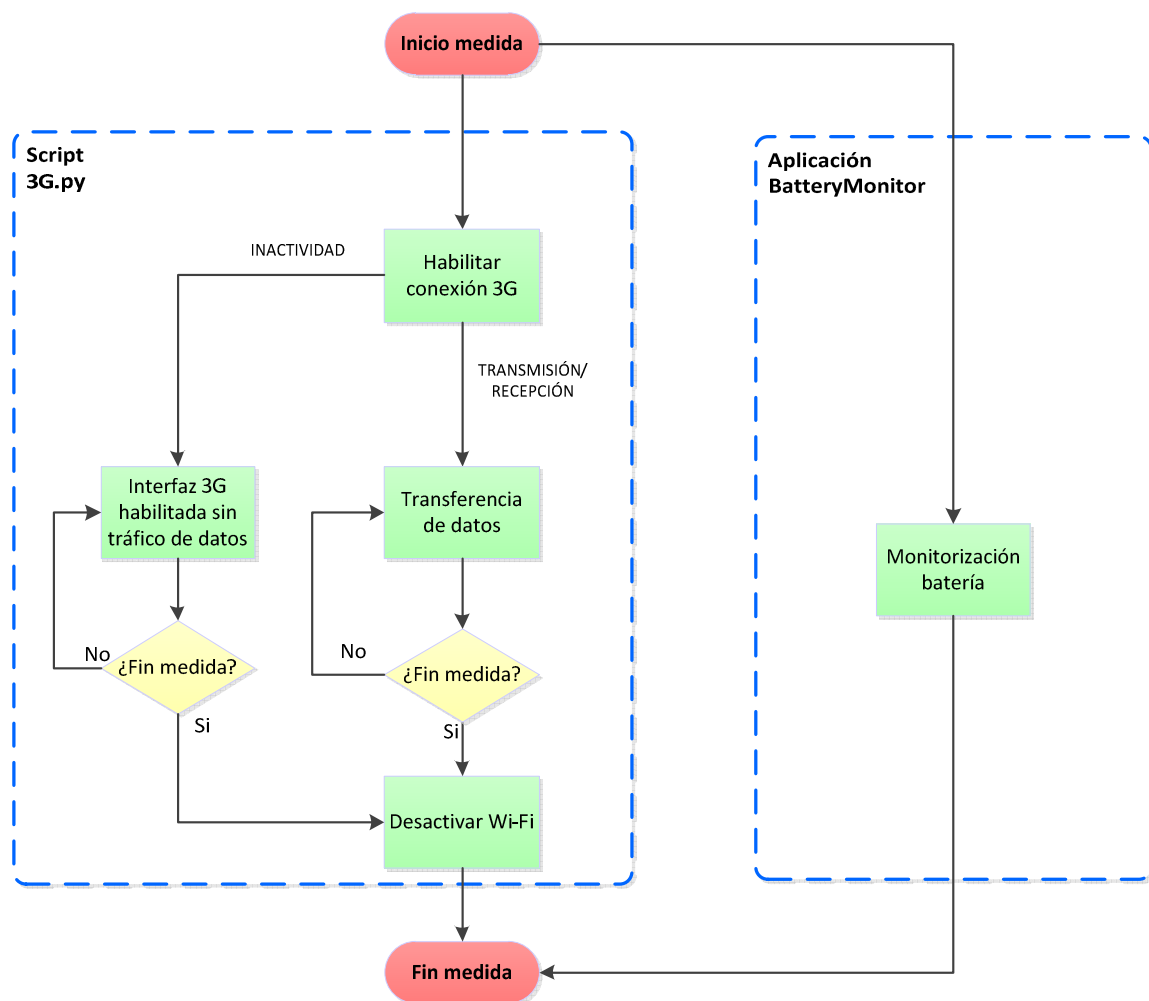 Inicio medida
Script
3G.py
Aplicación
BatteryMonitor
INACTIVIDAD
Habilitar
conexión 3G
TRANSMISIÓN/
RECEPCIÓN
Interfaz 3G
habilitada sin
tráfico de datos
Transferencia
de datos
Monitorización
batería
No
¿Fin medida?
No
¿Fin medida?
Si
Si
Desactivar Wi-Fi
Fin medida